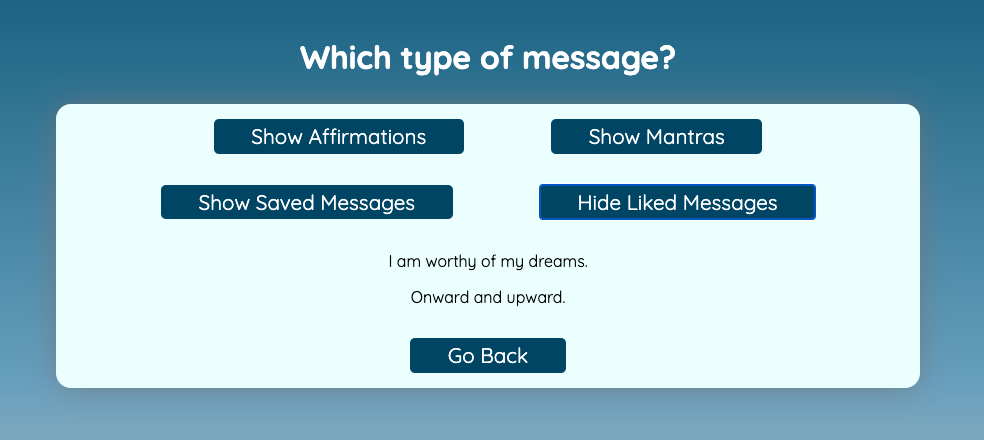 Which type of message?
Show Affirmations
Show Mantras
Show Saved Messages
Hide Liked Messages
I am worthy of my dreams.
Onward and upward.
Go Back